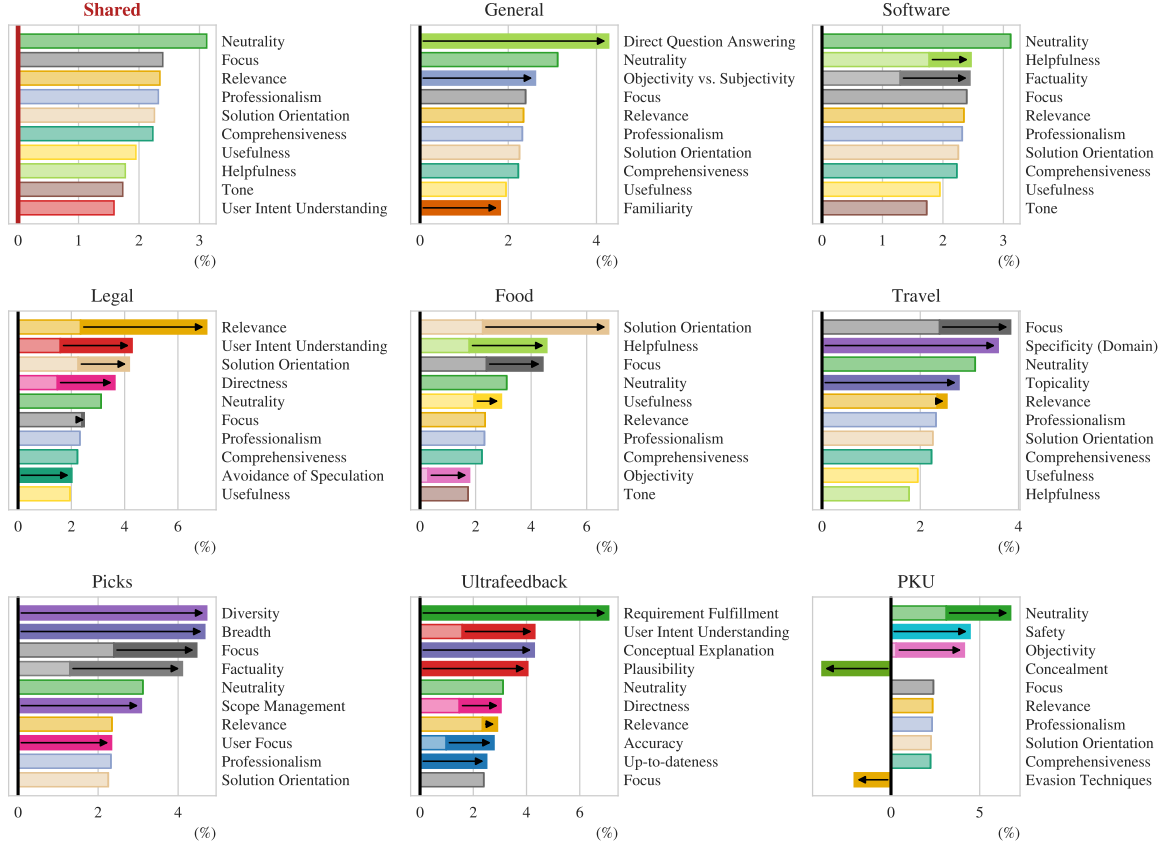 Shared
Neutrality
Focus
Relevance
Professionalism
Solution Orientation
Comprehensiveness
Usefulness
Helpfulness
Tone
User Intent Understanding
0 1 2 3
(%)
General
Direct Question Answering
Neutrality
Objectivity vs. Subjectivity
Focus
Relevance
Professionalism
Solution Orientation
Comprehensiveness
Usefulness
Familiarity
0 2 4
(%)
Software
Neutrality
Helpfulness
Factuality
Focus
Relevance
Professionalism
Solution Orientation
Comprehensiveness
Usefulness
Tone
0 1 2 3
(%)
Legal
Relevance
User Intent Understanding
Solution Orientation
Directness
Neutrality
Focus
Professionalism
Comprehensiveness
Avoidance of Speculation
Usefulness
0 2 4 6
(%)
Food
Solution Orientation
Helpfulness
Focus
Neutrality
Usefulness
Relevance
Professionalism
Comprehensiveness
Objectivity
Tone
0 2 4 6
(%)
Travel
Focus
Specificity (Domain)
Neutrality
Topicality
Relevance
Professionalism
Solution Orientation
Comprehensiveness
Usefulness
Helpfulness
0 2 4
(%)
Picks
Diversity
Breadth
Focus
Factuality
Neutrality
Scope Management
Relevance
User Focus
Professionalism
Solution Orientation
0 2 4
(%)
Ultrafeedback
Requirement Fulfillment
User Intent Understanding
Conceptual Explanation
Plausibility
Neutrality
Directness
Relevance
Accuracy
Up-to-dateness
Focus
0 2 4 6
(%)
PKU
Neutrality
Safety
Objectivity
Concealment
Focus
Relevance
Professionalism
Solution Orientation
Comprehensiveness
Evasion Techniques
0 5
(%)